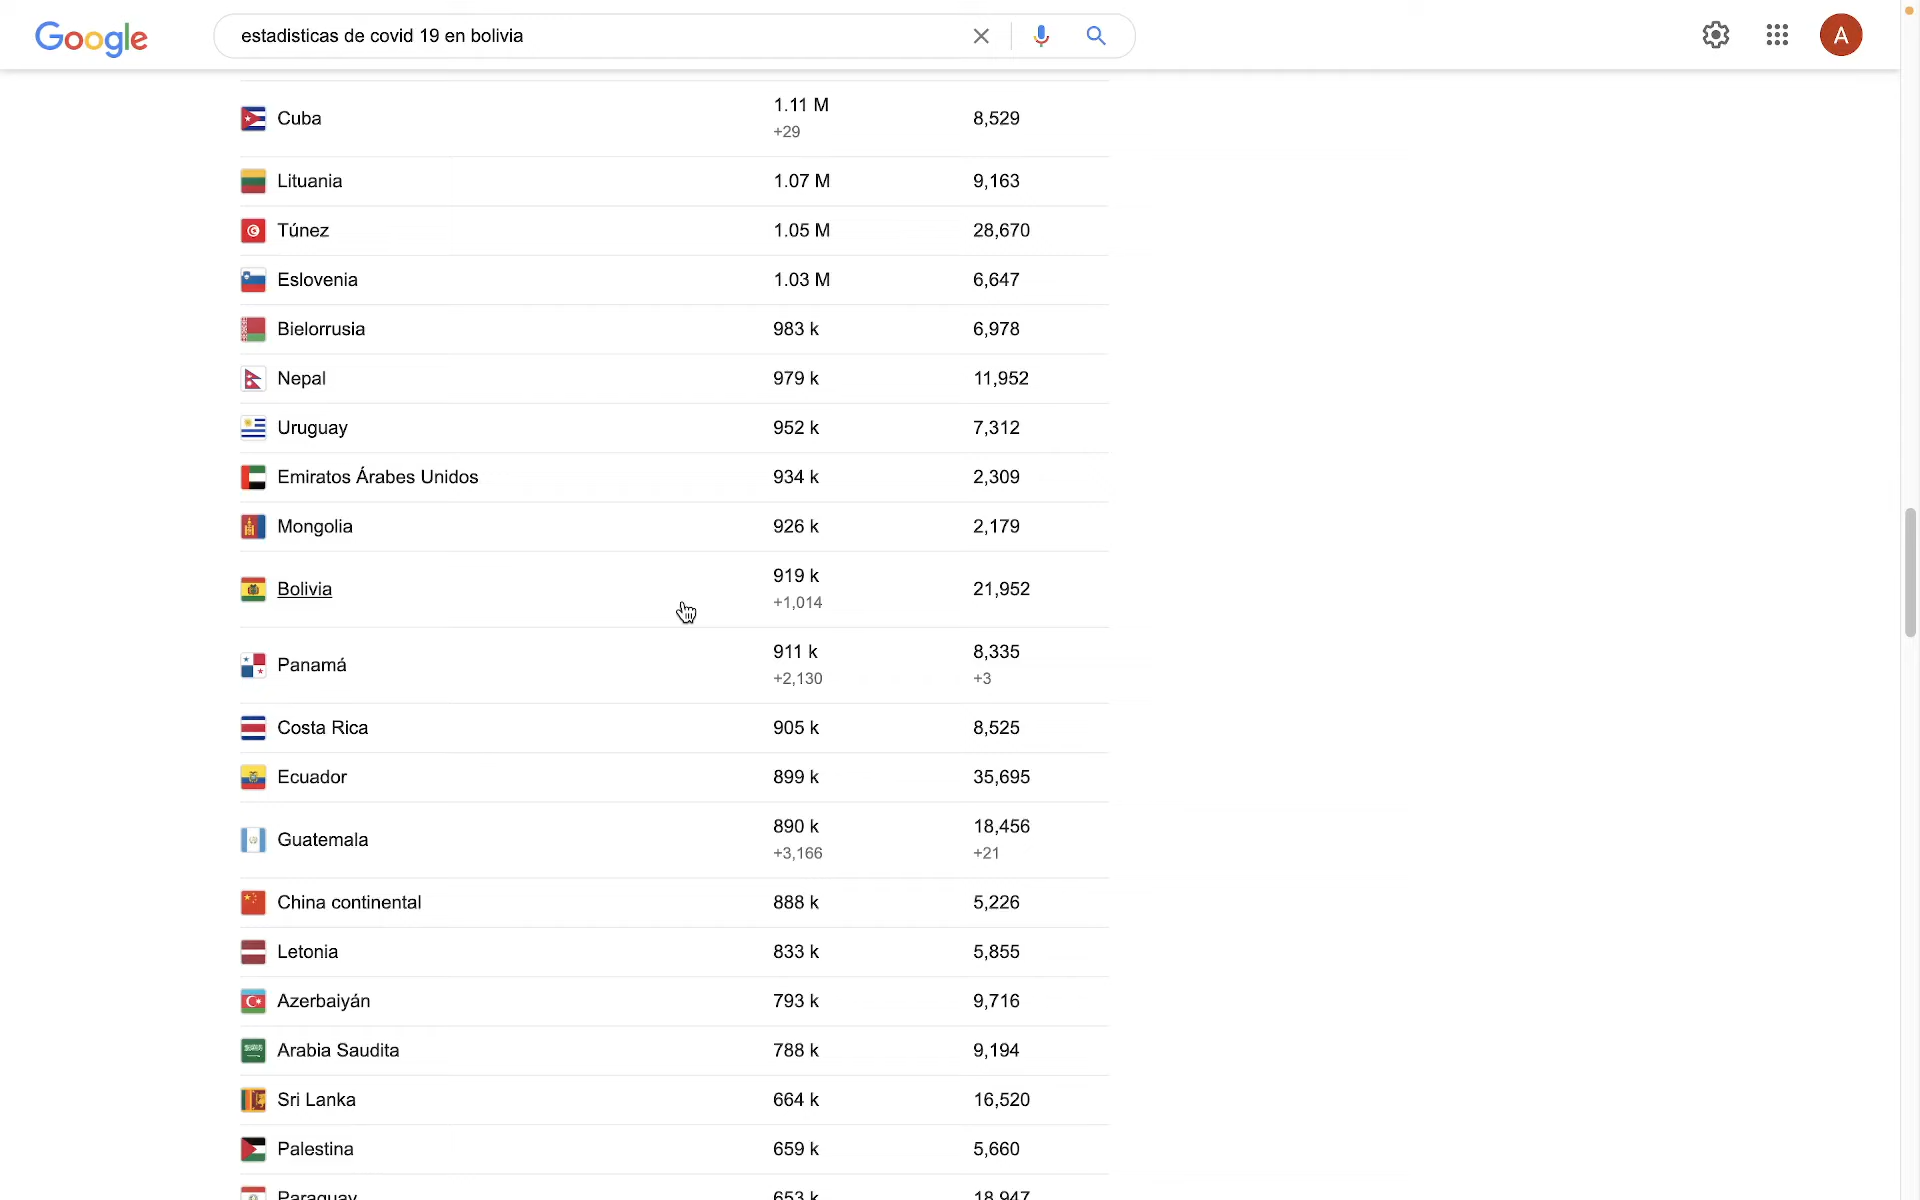 Google
estadisticas de covid 19 en bolivia
A
Cuba 1.11 M 8,529
+29
Lituania 1.07 M 9,163
Túnez 1.05 M 28,670
Eslovenia 1.03 M 6,647
Bielorrusia 983 k 6,978
Nepal 979 k 11,952
Uruguay 952 k 7,312
Emiratos Árabes Unidos 934 k 2,309
Mongolia 926 k 2,179
Bolivia 919 k 21,952
+1,014
Panamá 911 k 8,335
+2,130 +3
Costa Rica 905 k 8,525
Ecuador 899 k 35,695
Guatemala 890 k 18,456
+3,166 +21
China continental 888 k 5,226
Letonia 833 k 5,855
Azerbaiyán 793 k 9,716
Arabia Saudita 788 k 9,194
Sri Lanka 664 k 16,520
Palestina 659 k 5,660
Paraguay 653 k 18,947